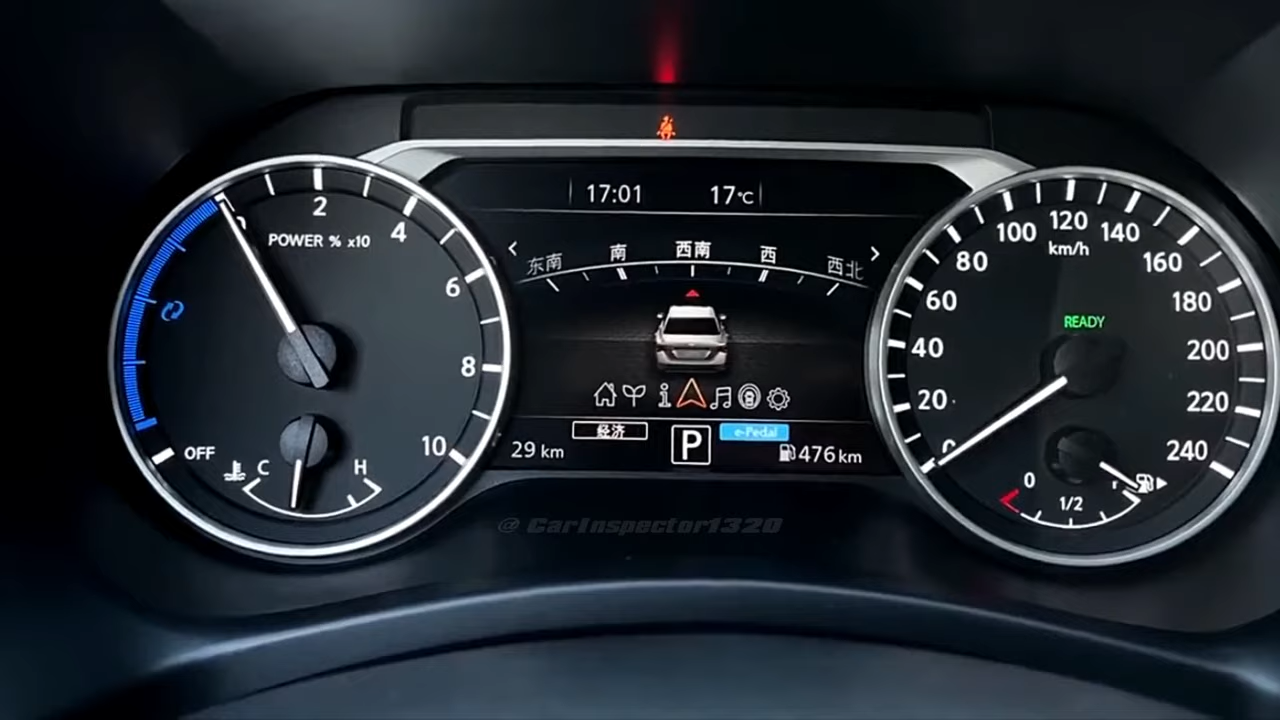 17:01 17°C
东南 南 西南 西 西北
2
4
6
8
10
POWER % x10
OFF
C H
经济 P e-Pedal
29 km
476 km
0
20
40
60
80
100
120
140
160
180
200
220
240
km/h
READY
0 1/2
@ CarInspector1320